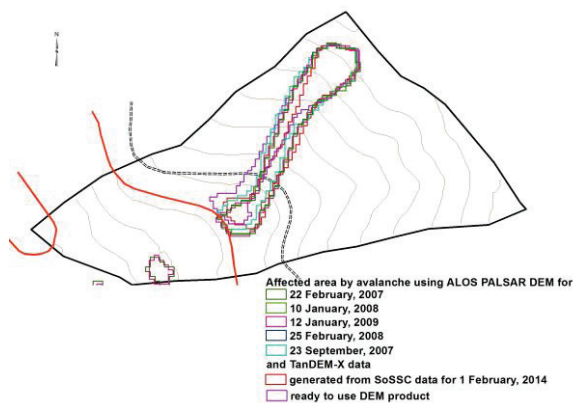 N
Affected area by avalanche using ALOS PALSAR DEM for
22 February, 2007
10 January, 2008
12 January, 2009
25 February, 2008
23 September, 2007
and TanDEM-X data
generated from SoSSC data for 1 February, 2014
ready to use DEM product